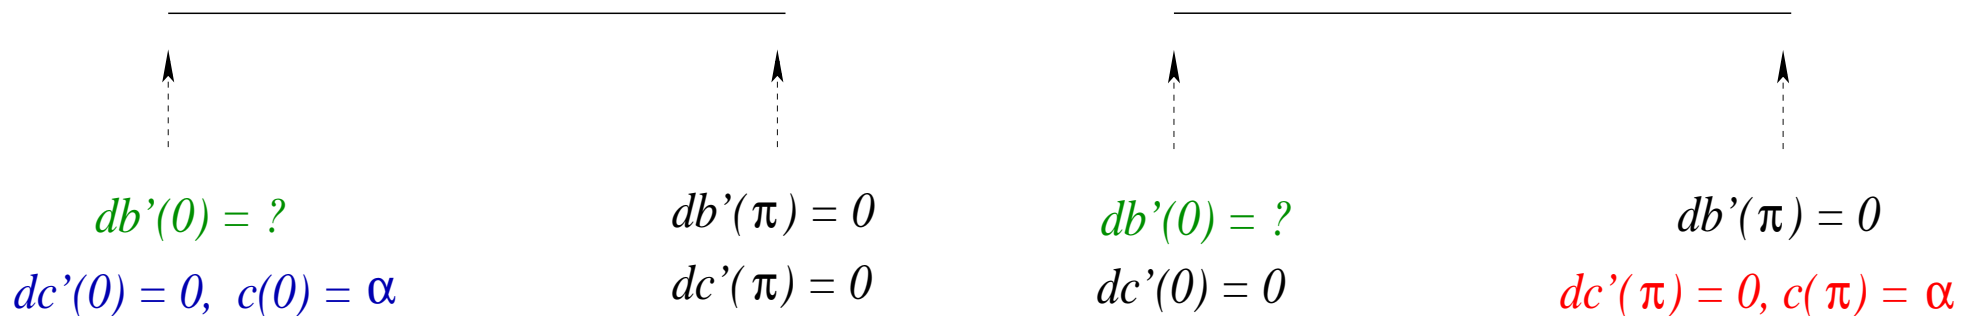 db’(0) = ?
dc’(0) = 0, c(0) = α
db’(π) = 0
dc’(π) = 0
db’(0) = ?
dc’(0) = 0
db’(π) = 0
dc’(π) = 0, c(π) = α